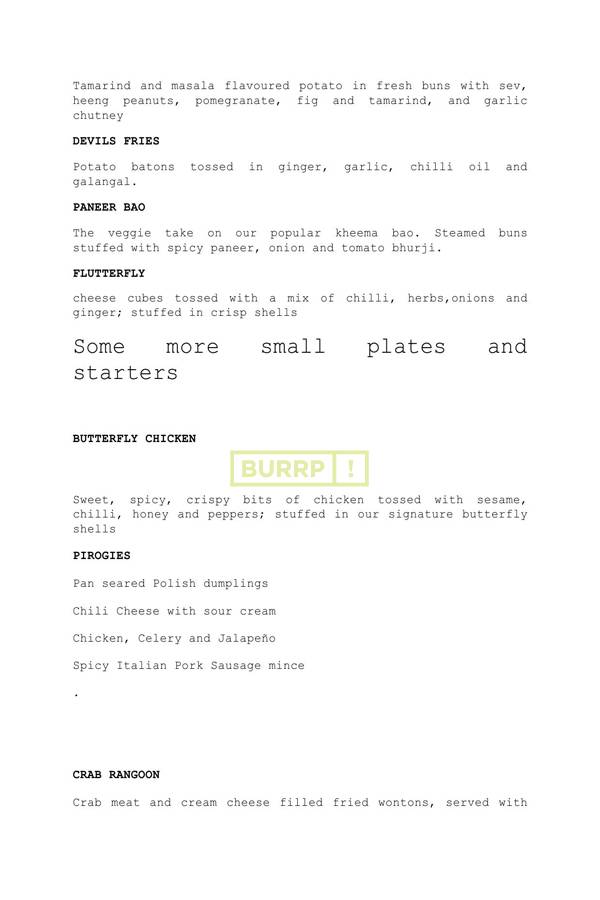 Tamarind and masala flavoured potato in fresh buns with sev,
heeng peanuts, pomegranate, fig and tamarind, and garlic
chutney
DEVILS FRIES
Potato batons tossed in ginger, garlic, chilli oil and
galangal.
PANEER BAO
The veggie take on our popular kheema bao. Steamed buns
stuffed with spicy paneer, onion and tomato bhurji.
FLUTTERFLY
cheese cubes tossed with a mix of chilli, herbs,onions and
ginger; stuffed in crisp shells
Some more small plates and
starters
BUTTERFLY CHICKEN
BURRP!
Sweet, spicy, crispy bits of chicken tossed with sesame,
chilli, honey and peppers; stuffed in our signature butterfly
shells
PIROGIES
Pan seared Polish dumplings
Chili Cheese with sour cream
Chicken, Celery and Jalapeño
Spicy Italian Pork Sausage mince
.
CRAB RANGOON
Crab meat and cream cheese filled fried wontons, served with